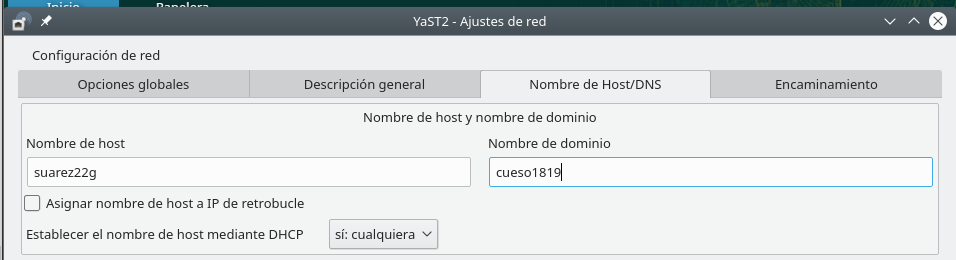 Inicio Papelera
YaST2 - Ajustes de red
Configuración de red
Opciones globales Descripción general Nombre de Host/DNS Encaminamiento
Nombre de host y nombre de dominio
Nombre de host Nombre de dominio
suarez22g cueso1819
Asignar nombre de host a IP de retrobucle
Establecer el nombre de host mediante DHCP sí: cualquiera